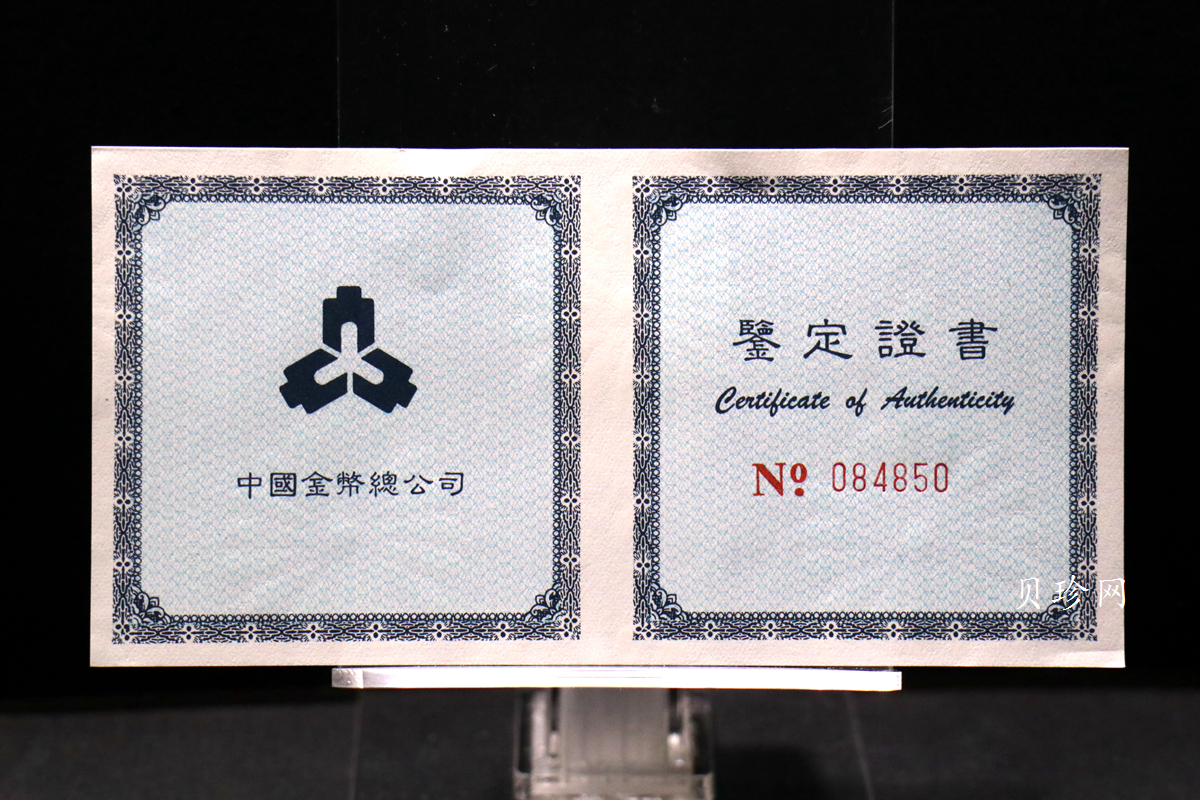 中國金幣總公司
鑒定證書
Certificate of Authenticity
Nº 084850
贝珍网